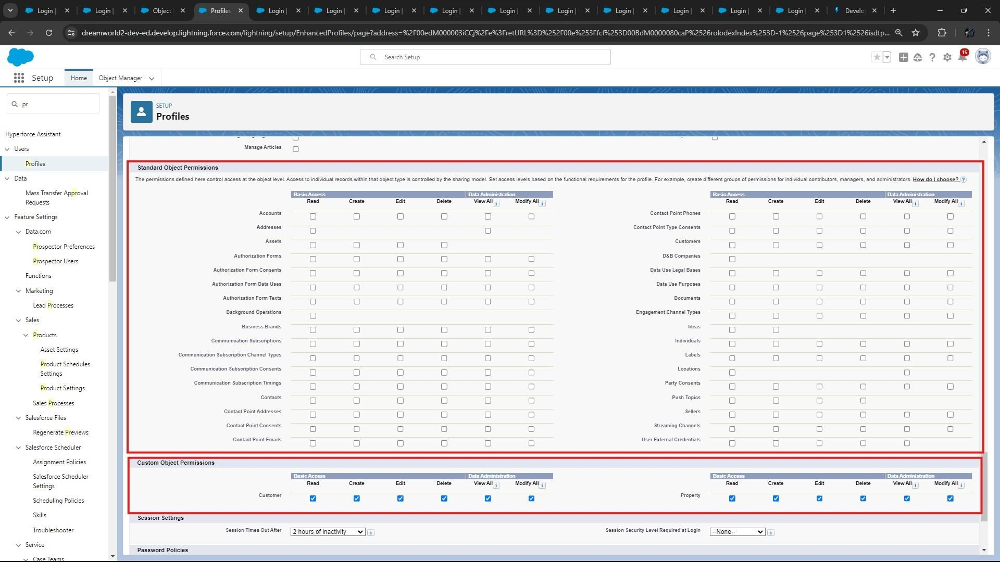 Login |
Login |
Object
Profiles
Login |
Login |
Login |
Login |
Login |
Login |
Login |
Login |
Login |
Login |
Develo
dreamworld2-dev-ed.develop.lightning.force.com/lightning/setup/EnhancedProfiles/page?address=%2F00edM000003iCCj%2Fe%3FretURL%3D%252F00e%253Ffcf%253D00BdM0000080caP%2526rolodexIndex%253D-1%2526page%253D1%2526isdtp...
Search Setup
15
Setup
Home
Object Manager
pr
Hyperforce Assistant
Users
Profiles
Data
Mass Transfer Approval
Requests
Feature Settings
Data.com
Prospector Preferences
Prospector Users
Functions
Marketing
Lead Processes
Sales
Products
Asset Settings
Product Schedules
Settings
Product Settings
Sales Processes
Salesforce Files
Regenerate Previews
Salesforce Scheduler
Assignment Policies
Salesforce Scheduler
Settings
Scheduling Policies
Skills
Troubleshooter
Service
Case Teams
SETUP
Profiles
Manage Articles
Standard Object Permissions
The permissions defined here control access at the object level. Access to individual records within that object type is controlled by the sharing model. Set access levels based on the functional requirements for the profile. For example, create different groups of permissions for individual contributors, managers, and administrators. How do I choose? ?
Basic Access Data Administration Basic Access Data Administration
Read Create Edit Delete View All i Modify All i Read Create Edit Delete View All i Modify All i
Accounts Contact Point Phones
Addresses Contact Point Type Consents
Assets Customers
Authorization Forms D&B Companies
Authorization Form Consents Data Use Legal Bases
Authorization Form Data Uses Data Use Purposes
Authorization Form Texts Documents
Background Operations Engagement Channel Types
Business Brands Ideas
Communication Subscriptions Individuals
Communication Subscription Channel Types Labels
Communication Subscription Consents Locations
Communication Subscription Timings Party Consents
Contacts Push Topics
Contact Point Addresses Sellers
Contact Point Consents Streaming Channels
Contact Point Emails User External Credentials
Custom Object Permissions
Basic Access Data Administration Basic Access Data Administration
Read Create Edit Delete View All i Modify All i Read Create Edit Delete View All i Modify All i
Customer Property
Session Settings
Session Times Out After 2 hours of inactivity i Session Security Level Required at Login --None-- i
Password Policies